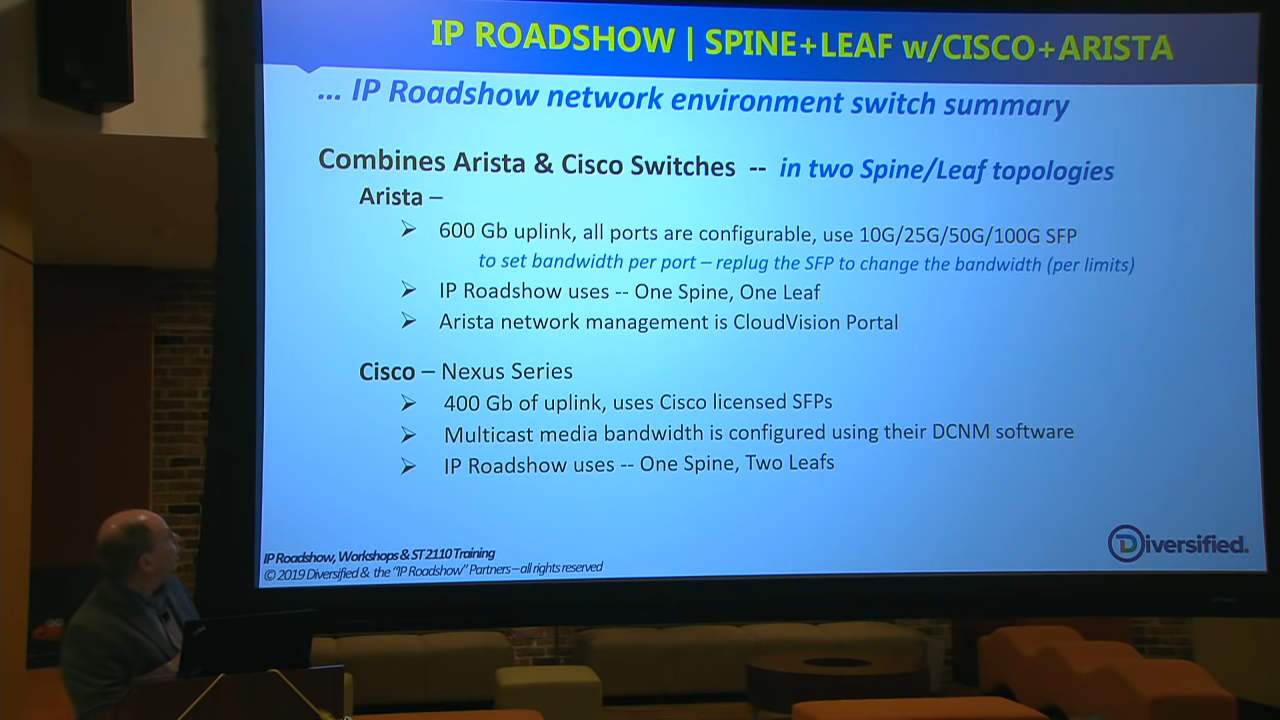 IP ROADSHOW | SPINE+LEAF w/CISCO+ARISTA
... IP Roadshow network environment switch summary
Combines Arista & Cisco Switches -- in two Spine/Leaf topologies
Arista –
➢ 600 Gb uplink, all ports are configurable, use 10G/25G/50G/100G SFP
to set bandwidth per port – replug the SFP to change the bandwidth (per limits)
➢ IP Roadshow uses -- One Spine, One Leaf
➢ Arista network management is CloudVision Portal
Cisco – Nexus Series
➢ 400 Gb of uplink, uses Cisco licensed SFPs
➢ Multicast media bandwidth is configured using their DCNM software
➢ IP Roadshow uses -- One Spine, Two Leafs
Diversified.
IP Roadshow, Workshops & ST 2110 Training
© 2019 Diversified & the "IP Roadshow" Partners – all rights reserved